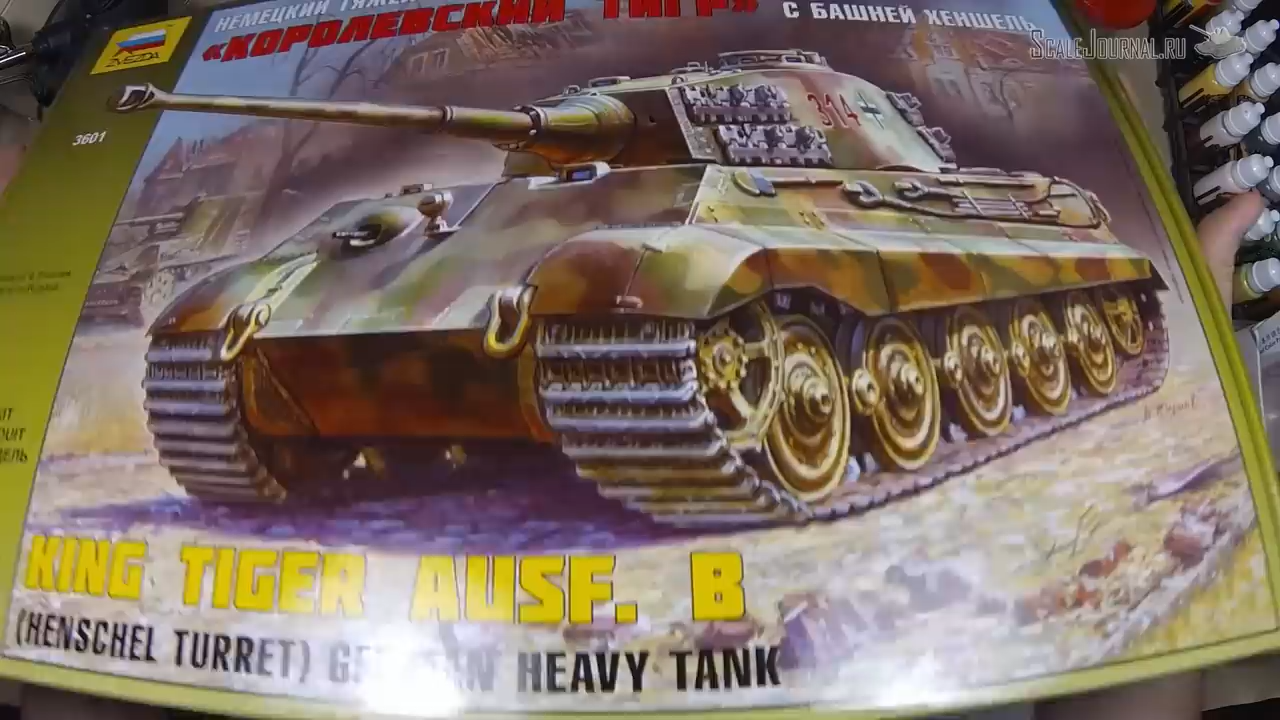 НЕМЕЦКИЙ ТЯЖЕ
«КОРОЛЕВСКИЙ ТИГР»
С БАШНЕЙ ХЕНШЕЛЬ
SCALEJOURNAL.RU
ZVEZDA
3601
314
KING TIGER AUSF. B
(HENSCHEL TURRET) HEAVY TANK